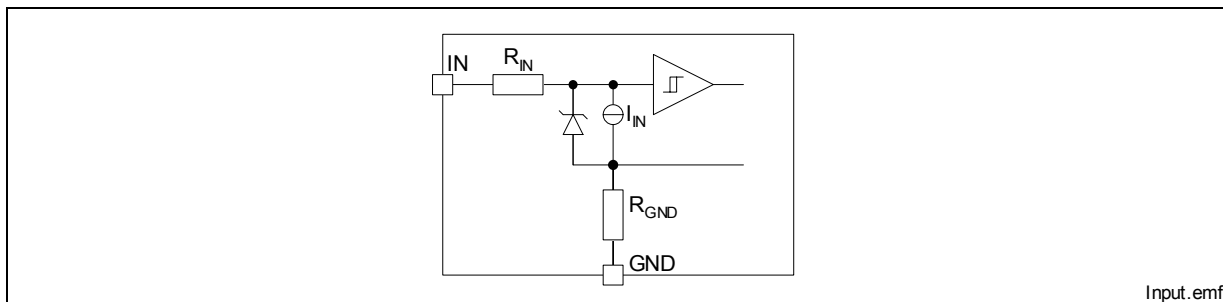 IN
R_IN
I_IN
R_GND
GND
Input.emf